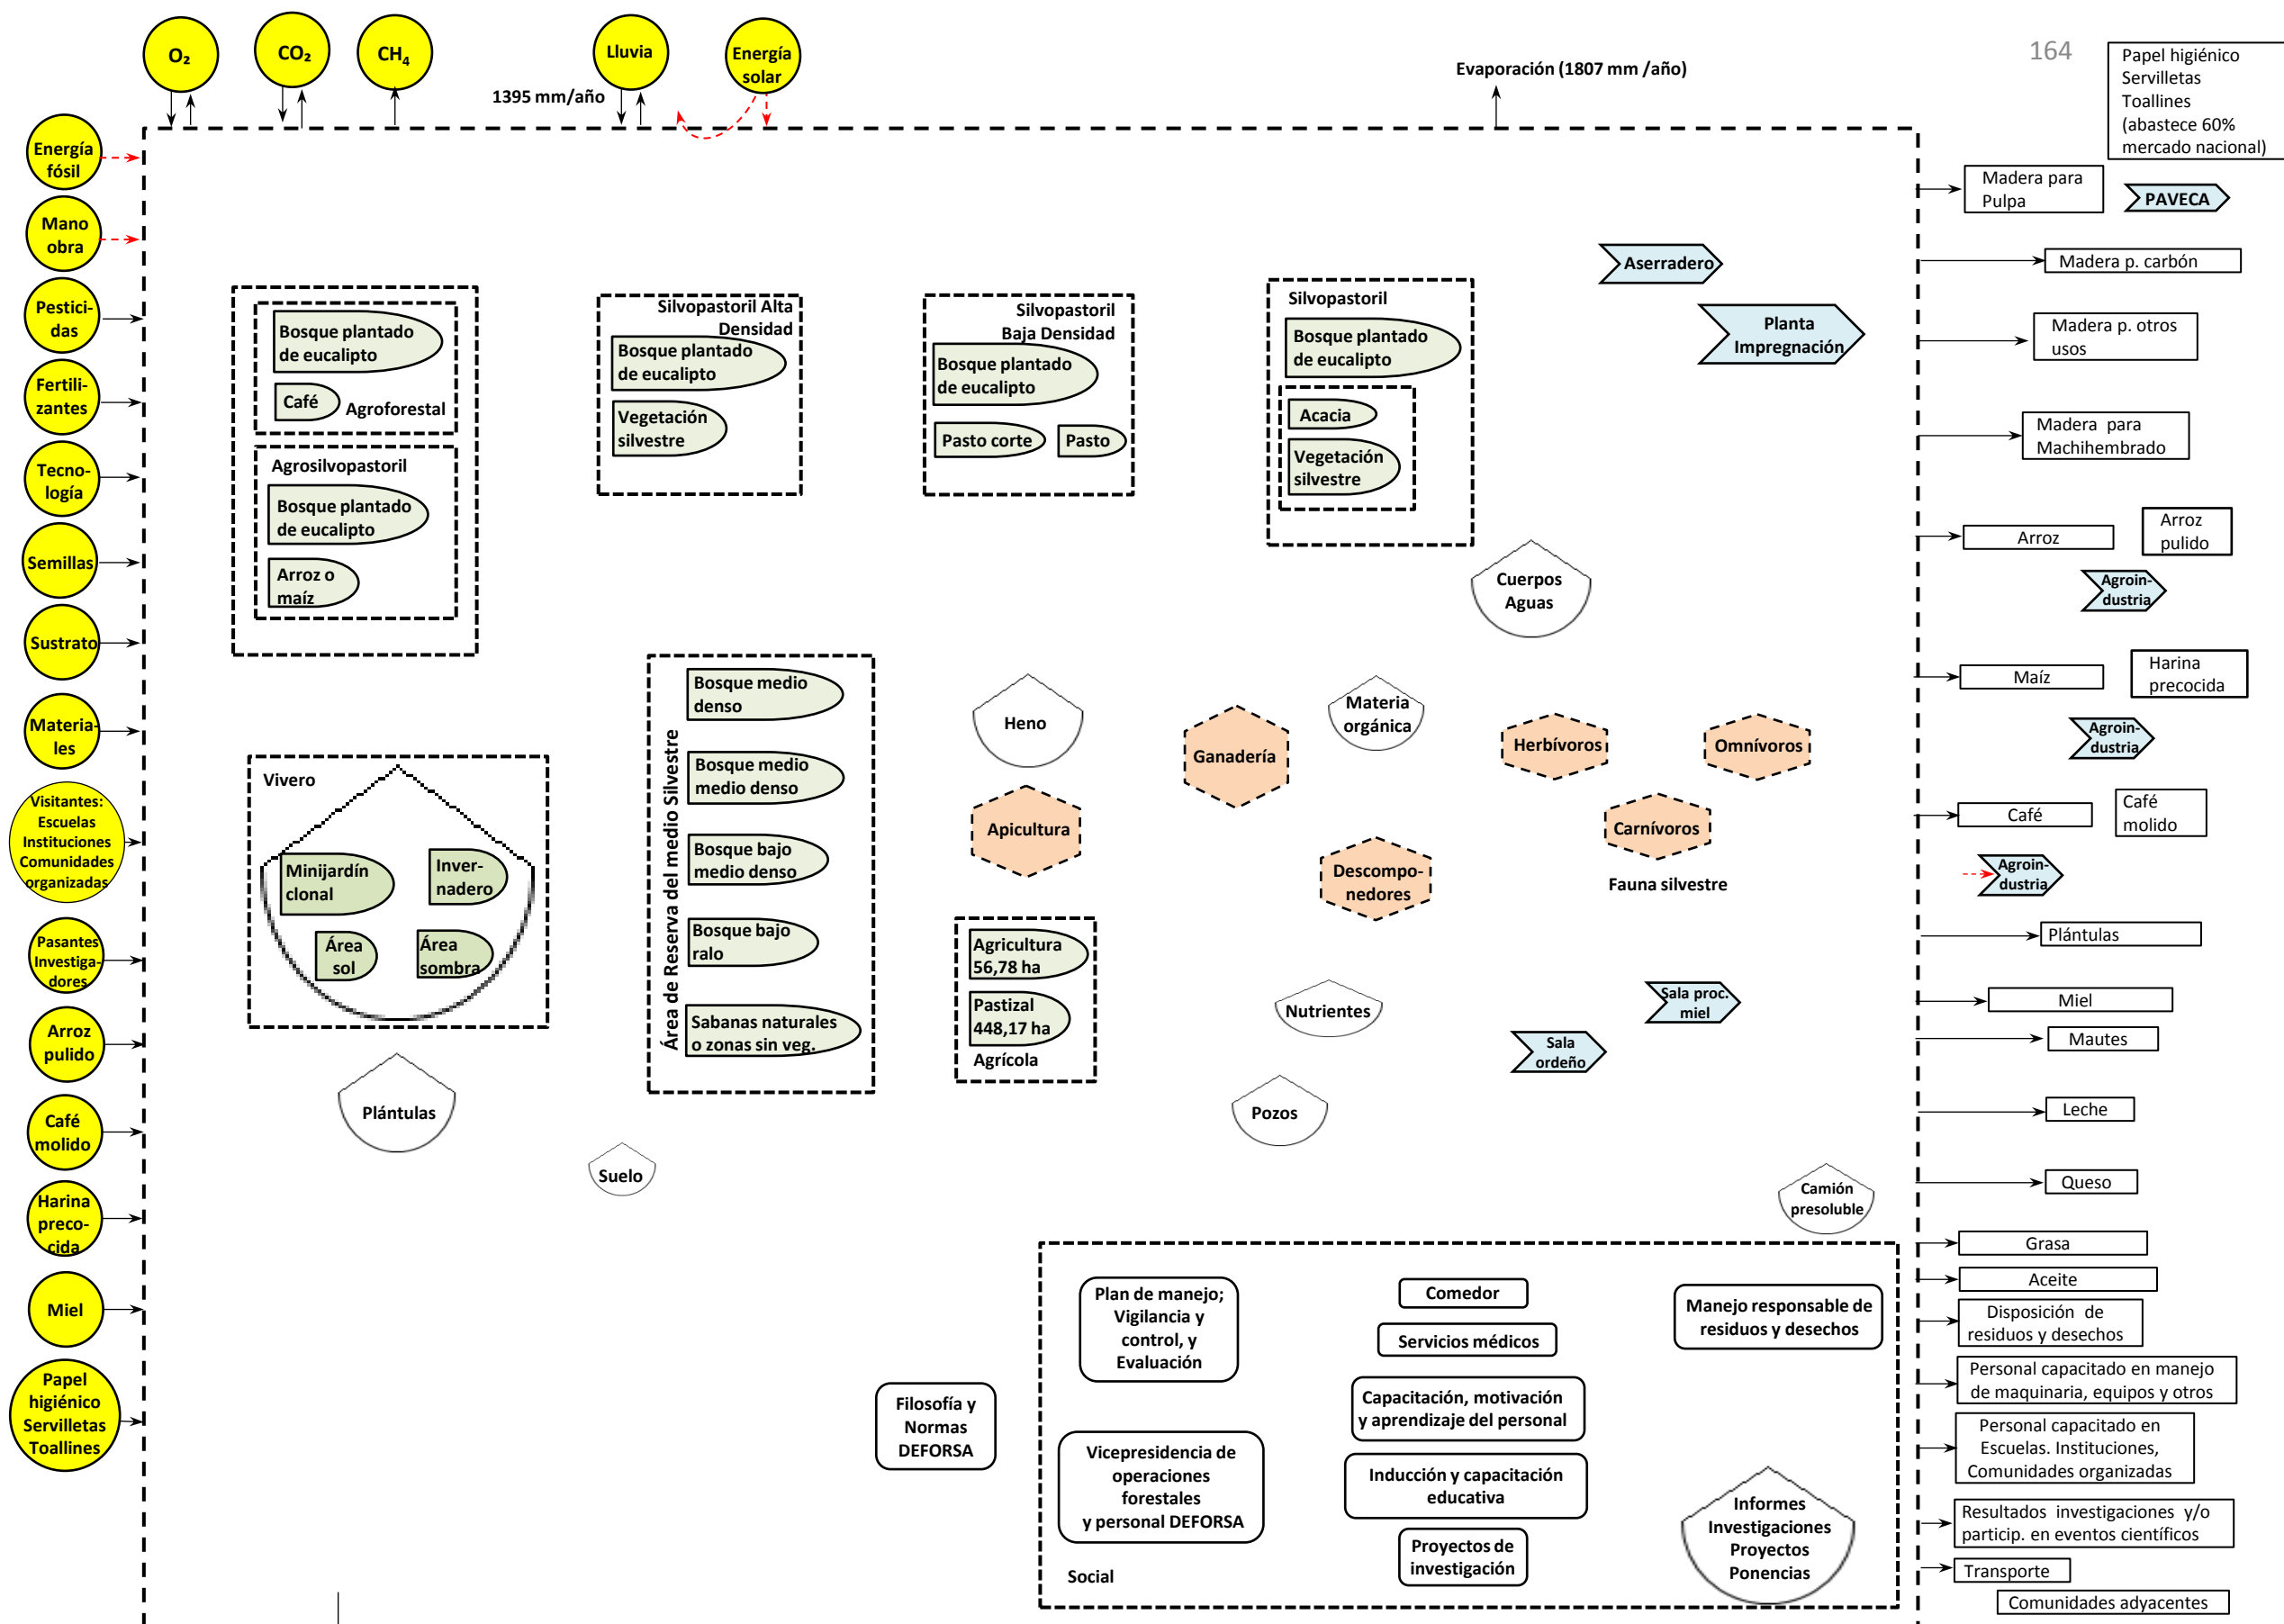 O₂
CO₂
CH₄
Lluvia
Energía
solar
1395 mm/año
Evaporación (1807 mm /año)
164
Papel higiénico
Servilletas
Toallines
(abastece 60%
mercado nacional)
Energía
fósil
Mano
obra
Pestici-
das
Fertili-
zantes
Tecno-
logía
Semillas
Sustrato
Materia-
les
Visitantes:
Escuelas
Instituciones
Comunidades
organizadas
Pasantes
Investiga-
dores
Arroz
pulido
Café
molido
Harina
preco-
cida
Miel
Papel
higiénico
Servilletas
Toallines
Bosque plantado
de eucalipto
Café
Agroforestal
Agrosilvopastoril
Bosque plantado
de eucalipto
Arroz o
maíz
Silvopastoril Alta
Densidad
Bosque plantado
de eucalipto
Vegetación
silvestre
Silvopastoril
Baja Densidad
Bosque plantado
de eucalipto
Pasto corte
Pasto
Silvopastoril
Bosque plantado
de eucalipto
Acacia
Vegetación
silvestre
Aserradero
Planta
Impregnación
Cuerpos
Aguas
Vivero
Minijardín
clonal
Inver-
nadero
Área
sol
Área
sombra
Plántulas
Área de Reserva del medio Silvestre
Bosque medio
denso
Bosque medio
medio denso
Bosque bajo
medio denso
Bosque bajo
ralo
Sabanas naturales
o zonas sin veg.
Suelo
Heno
Apicultura
Agricultura
56,78 ha
Pastizal
448,17 ha
Agrícola
Ganadería
Materia
orgánica
Descompo-
nedores
Herbívoros
Omnívoros
Carnívoros
Fauna silvestre
Nutrientes
Pozos
Sala proc.
miel
Sala
ordeño
Camión
presoluble
Filosofía y
Normas
DEFORSA
Plan de manejo;
Vigilancia y
control, y
Evaluación
Vicepresidencia de
operaciones
forestales
y personal DEFORSA
Social
Comedor
Servicios médicos
Capacitación, motivación
y aprendizaje del personal
Inducción y capacitación
educativa
Proyectos de
investigación
Manejo responsable de
residuos y desechos
Informes
Investigaciones
Proyectos
Ponencias
Madera para
Pulpa
PAVECA
Madera p. carbón
Madera p. otros
usos
Madera para
Machihembrado
Arroz
Arroz
pulido
Agroin-
dustria
Maíz
Harina
precocida
Agroin-
dustria
Café
Café
molido
Agroin-
dustria
Plántulas
Miel
Mautes
Leche
Queso
Grasa
Aceite
Disposición de
residuos y desechos
Personal capacitado en manejo
de maquinaria, equipos y otros
Personal capacitado en
Escuelas. Instituciones,
Comunidades organizadas
Resultados investigaciones y/o
particip. en eventos científicos
Transporte
Comunidades adyacentes